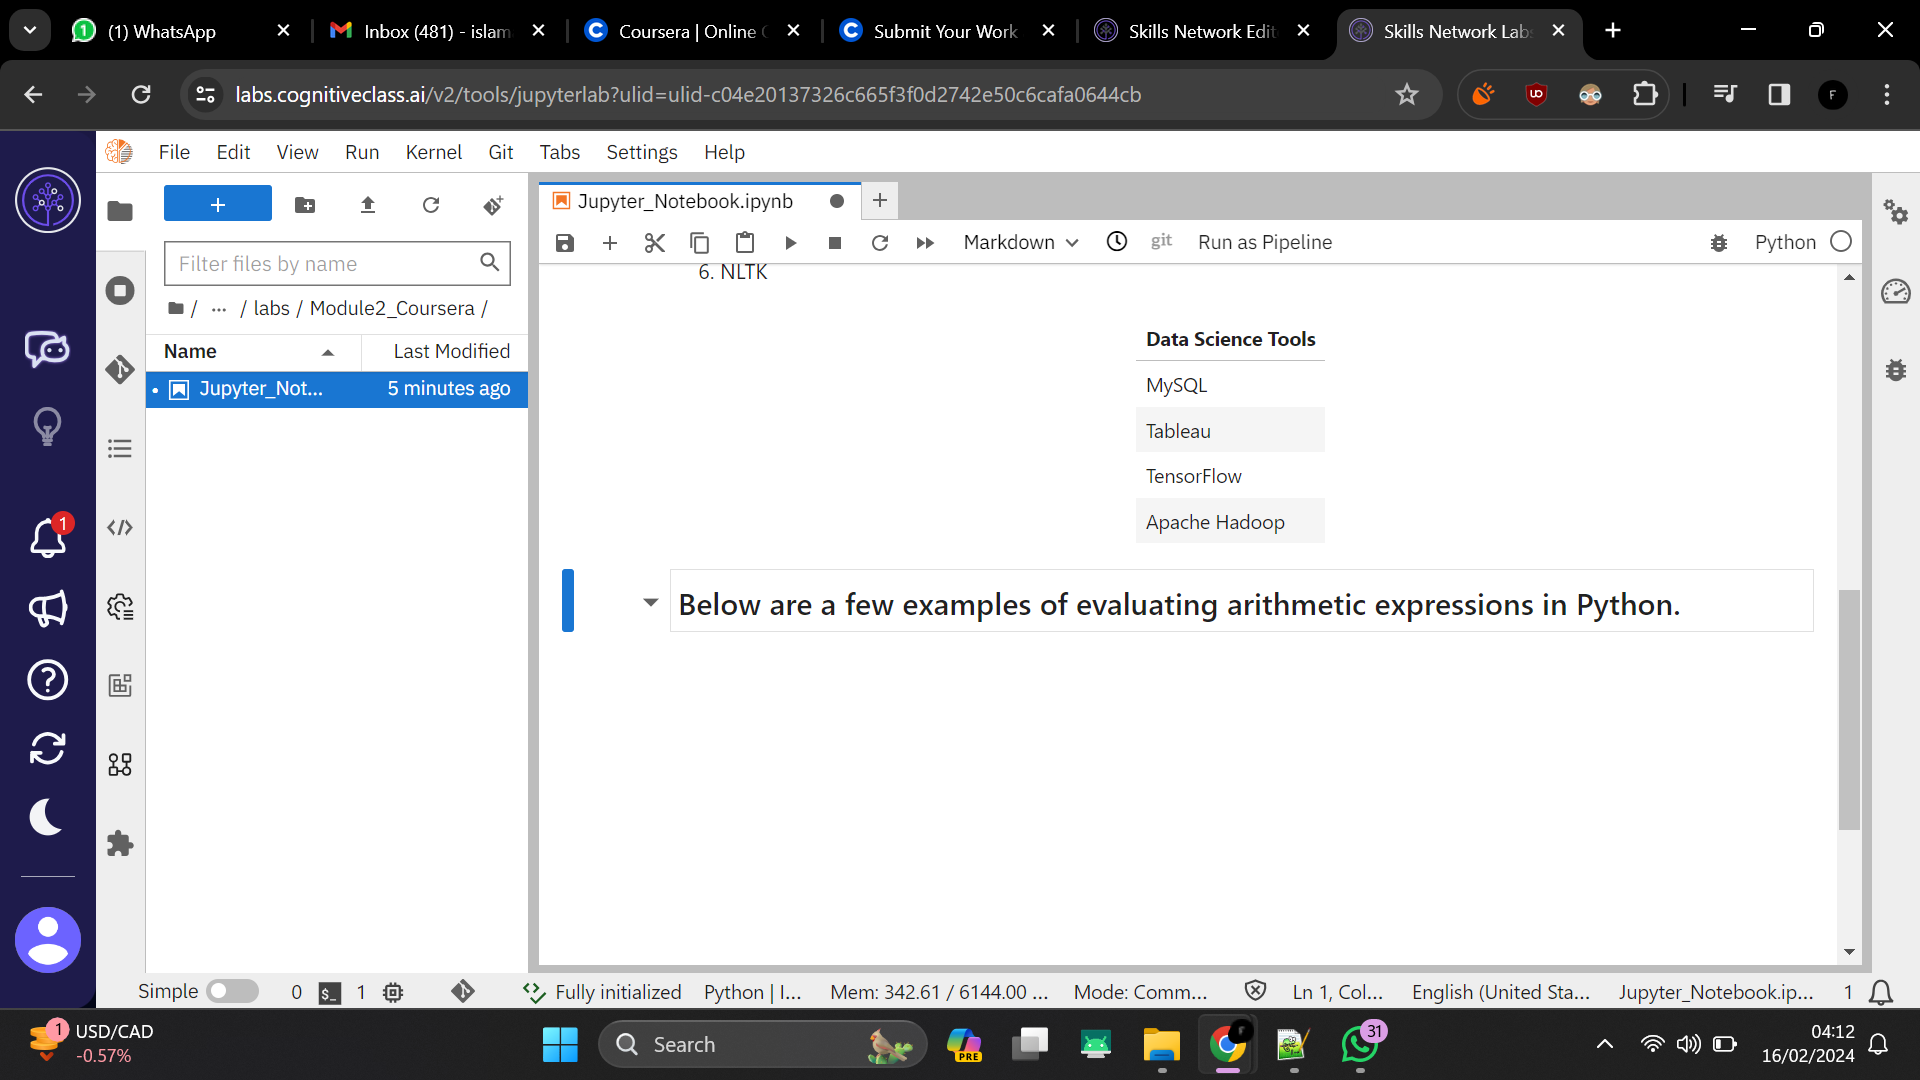 (1) WhatsApp
Inbox (481) - islam
Coursera | Online
Submit Your Work
Skills Network Edit
Skills Network Lab
labs.cognitiveclass.ai/v2/tools/jupyterlab?ulid=ulid-c04e20137326c665f3f0d2742e50c6cafa0644cb
F
File Edit View Run Kernel Git Tabs Settings Help
Jupyter_Notebook.ipynb
Markdown
git
Run as Pipeline
Python
Filter files by name
/ ... / labs / Module2_Coursera /
Name
Last Modified
Jupyter_Not...
5 minutes ago
6. NLTK
Data Science Tools
MySQL
Tableau
TensorFlow
Apache Hadoop
Below are a few examples of evaluating arithmetic expressions in Python.
1
Simple
0
$_
1
Fully initialized
Python | I...
Mem: 342.61 / 6144.00 ...
Mode: Comm...
Ln 1, Col...
English (United Sta...
Jupyter_Notebook.ip...
1
1
USD/CAD
-0.57%
Search
PRE
31
04:12
16/02/2024